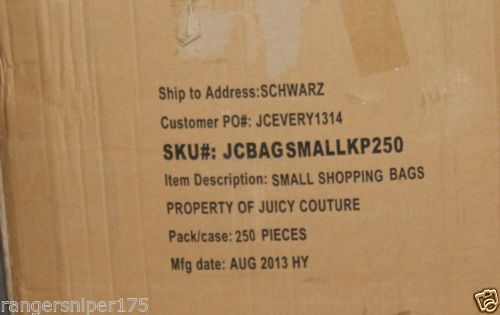 Ship to Address:SCHWARZ
Customer PO#: JCEVERY1314
SKU#: JCBAGSMALLKP250
Item Description: SMALL SHOPPING BAGS
PROPERTY OF JUICY COUTURE
Pack/case: 250 PIECES
Mfg date: AUG 2013 HY
rangersniper175